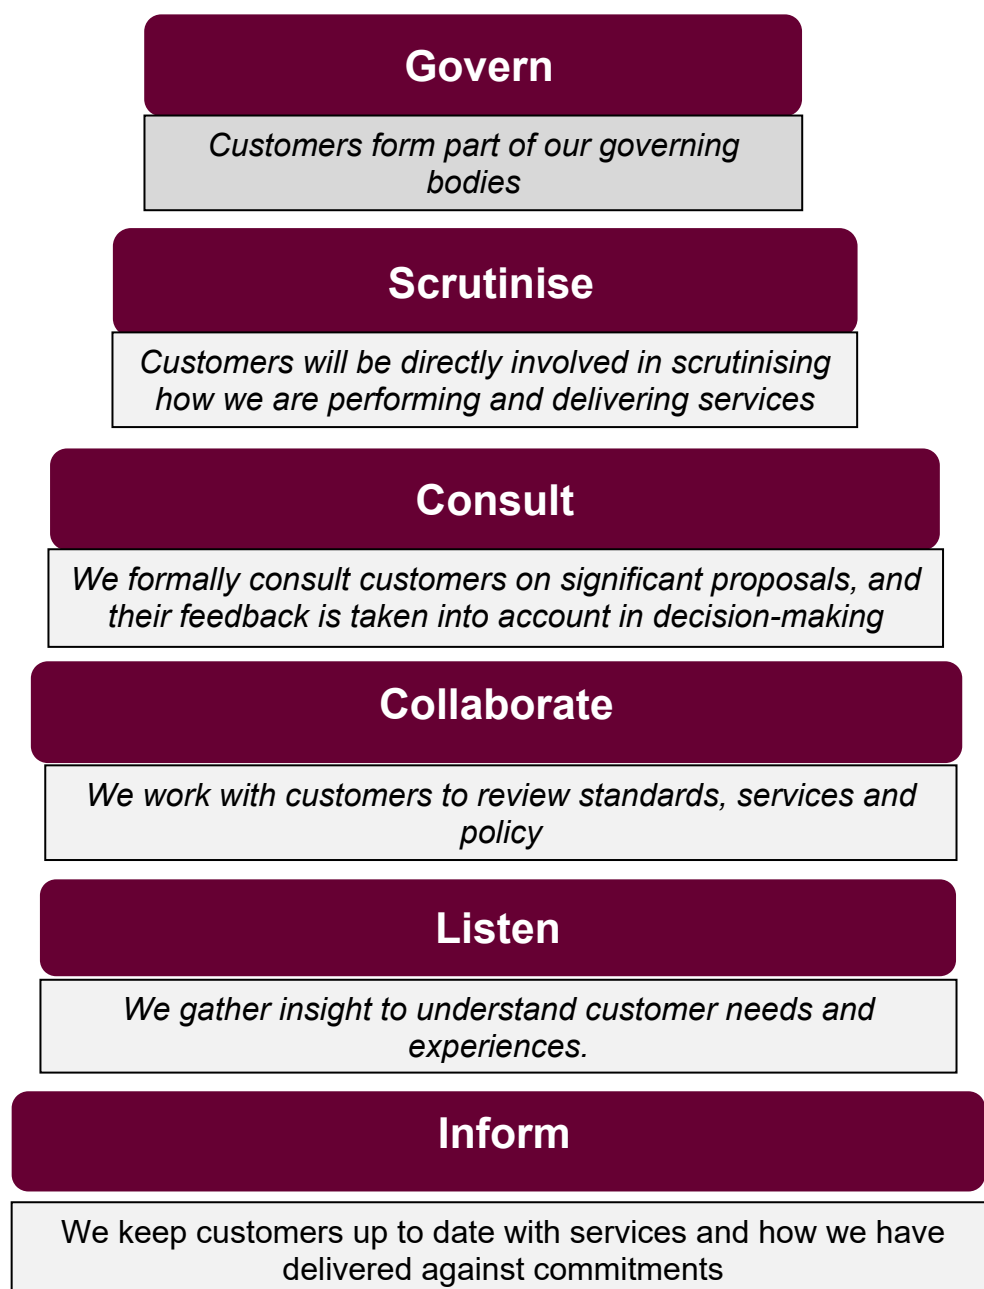 Govern
Customers form part of our governing
bodies
Scrutinise
Customers will be directly involved in scrutinising
how we are performing and delivering services
Consult
We formally consult customers on significant proposals, and
their feedback is taken into account in decision-making
Collaborate
We work with customers to review standards, services and
policy
Listen
We gather insight to understand customer needs and
experiences.
Inform
We keep customers up to date with services and how we have
delivered against commitments